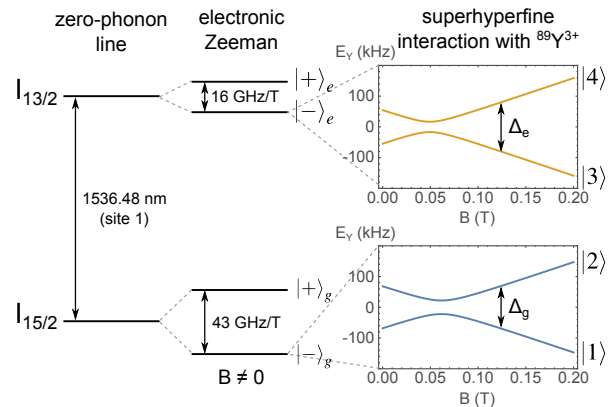 zero-phonon
line
electronic
Zeeman
superhyperfine
interaction with ⁸⁹Y³⁺
E_Y (kHz)
I₁₃/₂
|+⟩ₑ
16 GHz/T
|−⟩ₑ
100
0
-100
Δₑ
|4⟩
|3⟩
0.00 0.05 0.10 0.15 0.20
B (T)
1536.48 nm
(site 1)
E_Y (kHz)
I₁₅/₂
|+⟩g
43 GHz/T
|−⟩g
B ≠ 0
100
0
-100
Δg
|2⟩
|1⟩
0.00 0.05 0.10 0.15 0.20
B (T)